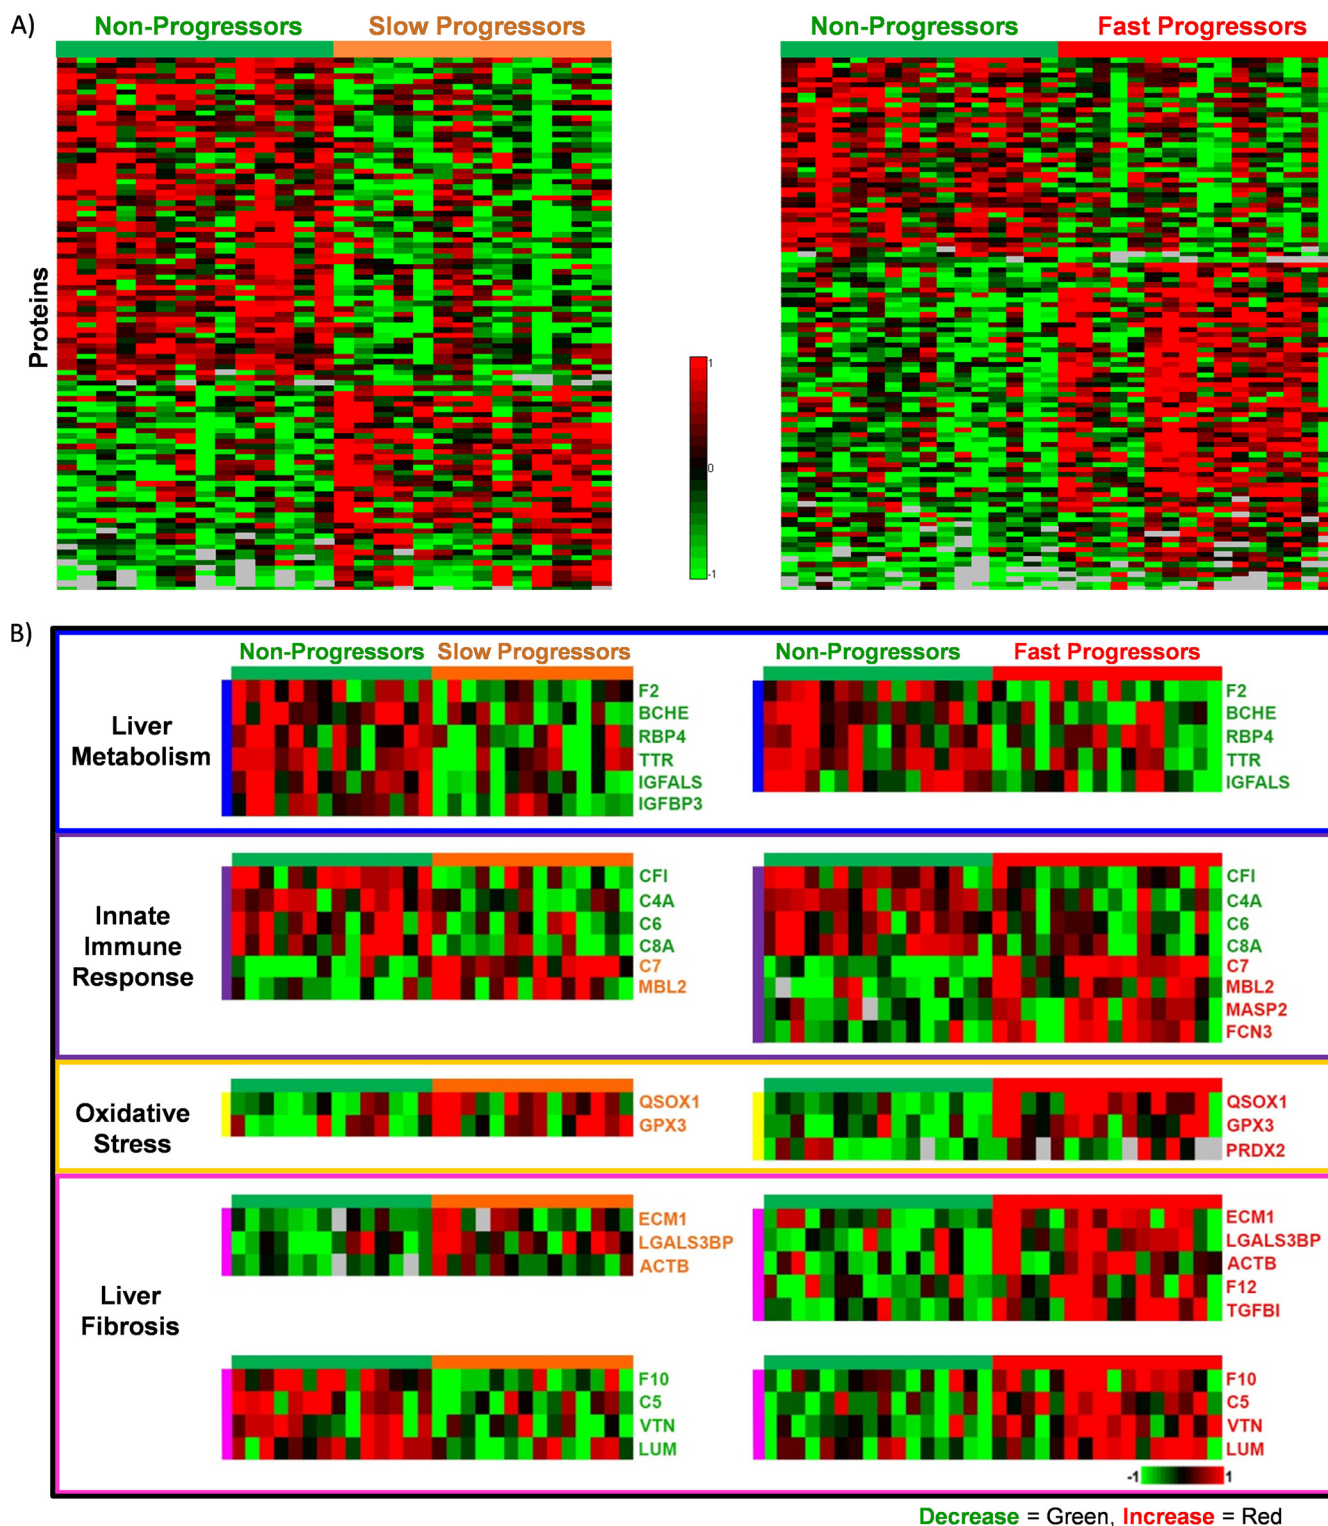 A)
Non-Progressors Slow Progressors
Non-Progressors Fast Progressors
Proteins
1
0
-1
B)
Non-Progressors Slow Progressors
Non-Progressors Fast Progressors
Liver
Metabolism
F2
BCHE
RBP4
TTR
IGFALS
IGFBP3
F2
BCHE
RBP4
TTR
IGFALS
Innate
Immune
Response
CFI
C4A
C6
C8A
C7
MBL2
CFI
C4A
C6
C8A
C7
MBL2
MASP2
FCN3
Oxidative
Stress
QSOX1
GPX3
QSOX1
GPX3
PRDX2
Liver
Fibrosis
ECM1
LGALS3BP
ACTB
ECM1
LGALS3BP
ACTB
F12
TGFBI
F10
C5
VTN
LUM
F10
C5
VTN
LUM
-1 1
Decrease = Green, Increase = Red